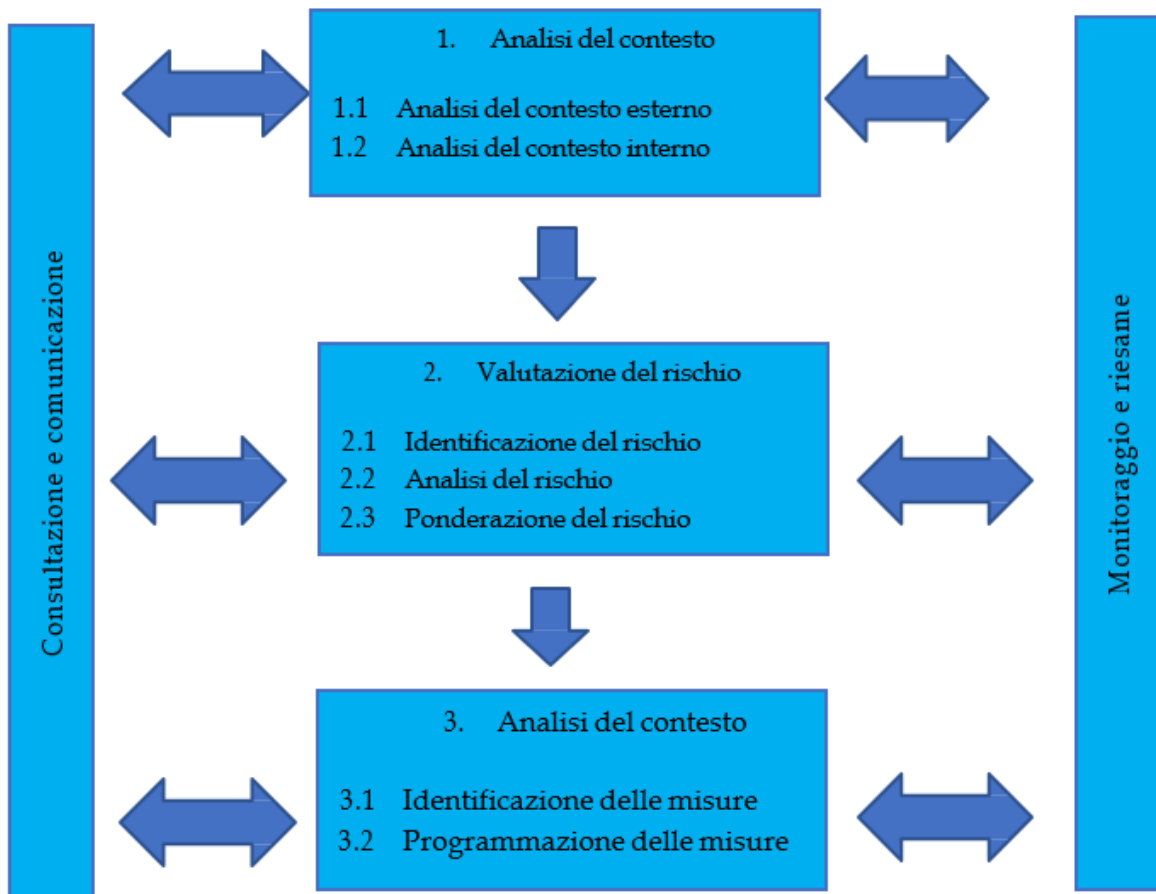 Consultazione e comunicazione
1. Analisi del contesto
1.1 Analisi del contesto esterno
1.2 Analisi del contesto interno
2. Valutazione del rischio
2.1 Identificazione del rischio
2.2 Analisi del rischio
2.3 Ponderazione del rischio
3. Analisi del contesto
3.1 Identificazione delle misure
3.2 Programmazione delle misure
Monitoraggio e riesame